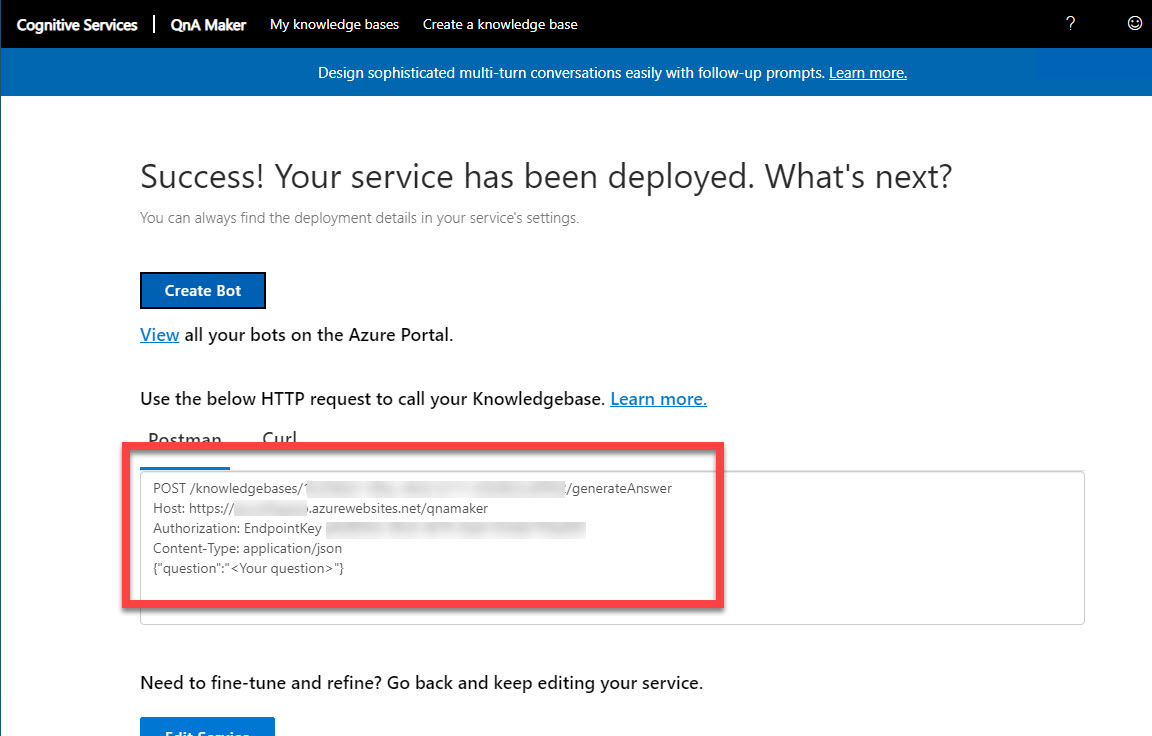 Cognitive Services | QnA Maker My knowledge bases Create a knowledge base ?
Design sophisticated multi-turn conversations easily with follow-up prompts. Learn more.
Success! Your service has been deployed. What's next?
You can always find the deployment details in your service's settings.
Create Bot
View all your bots on the Azure Portal.
Use the below HTTP request to call your Knowledgebase. Learn more.
Postman Curl
POST /knowledgebases/ /generateAnswer
Host: https:// .azurewebsites.net/qnamaker
Authorization: EndpointKey
Content-Type: application/json
{"question":"<Your question>"}
Need to fine-tune and refine? Go back and keep editing your service.
Edit Service